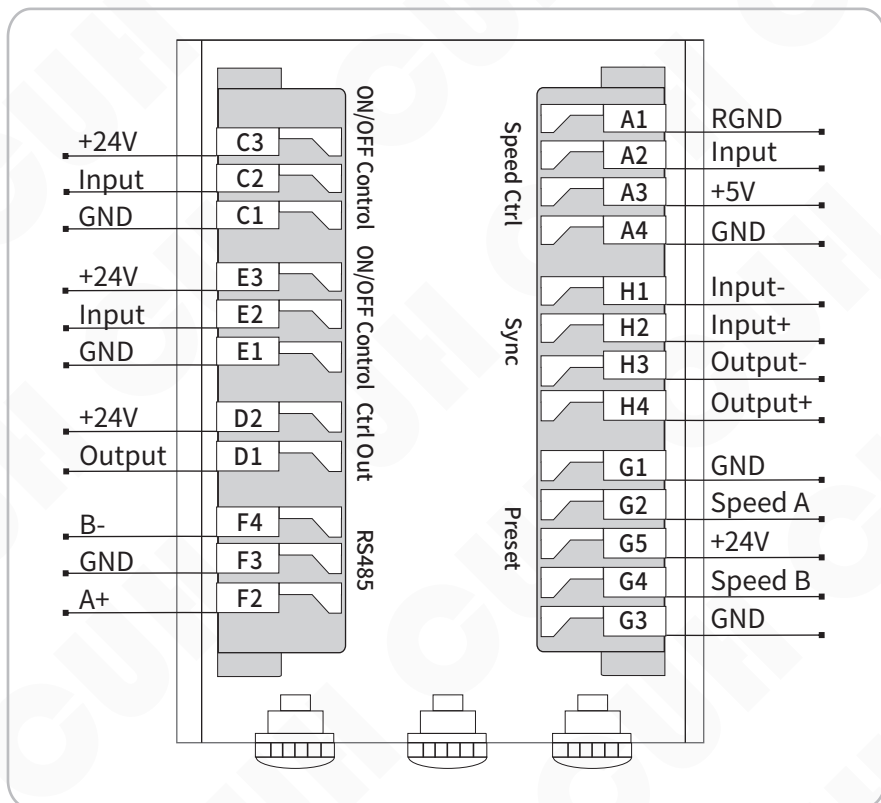 ON/OFF Control
+24V C3
Input C2
GND C1
ON/OFF Control
+24V E3
Input E2
GND E1
Ctrl Out
+24V D2
Output D1
RS485
B- F4
GND F3
A+ F2
Speed Ctrl
A1 RGND
A2 Input
A3 +5V
A4 GND
Sync
H1 Input-
H2 Input+
H3 Output-
H4 Output+
Preset
G1 GND
G2 Speed A
G5 +24V
G4 Speed B
G3 GND
CUH